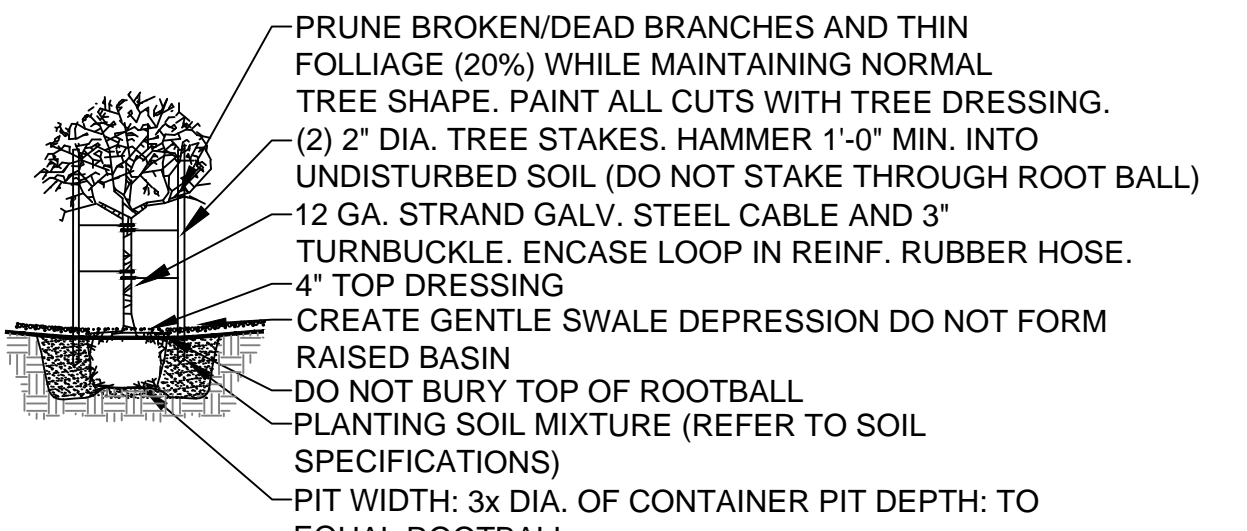 PRUNE BROKEN/DEAD BRANCHES AND THIN
FOLLIAGE (20%) WHILE MAINTAINING NORMAL
TREE SHAPE. PAINT ALL CUTS WITH TREE DRESSING.
(2) 2" DIA. TREE STAKES. HAMMER 1'-0" MIN. INTO
UNDISTURBED SOIL (DO NOT STAKE THROUGH ROOT BALL)
12 GA. STRAND GALV. STEEL CABLE AND 3"
TURNBUCKLE. ENCASE LOOP IN REINF. RUBBER HOSE.
4" TOP DRESSING
CREATE GENTLE SWALE DEPRESSION DO NOT FORM
RAISED BASIN
DO NOT BURY TOP OF ROOTBALL
PLANTING SOIL MIXTURE (REFER TO SOIL
SPECIFICATIONS)
PIT WIDTH: 3x DIA. OF CONTAINER PIT DEPTH: TO
EQUAL ROOTBALL